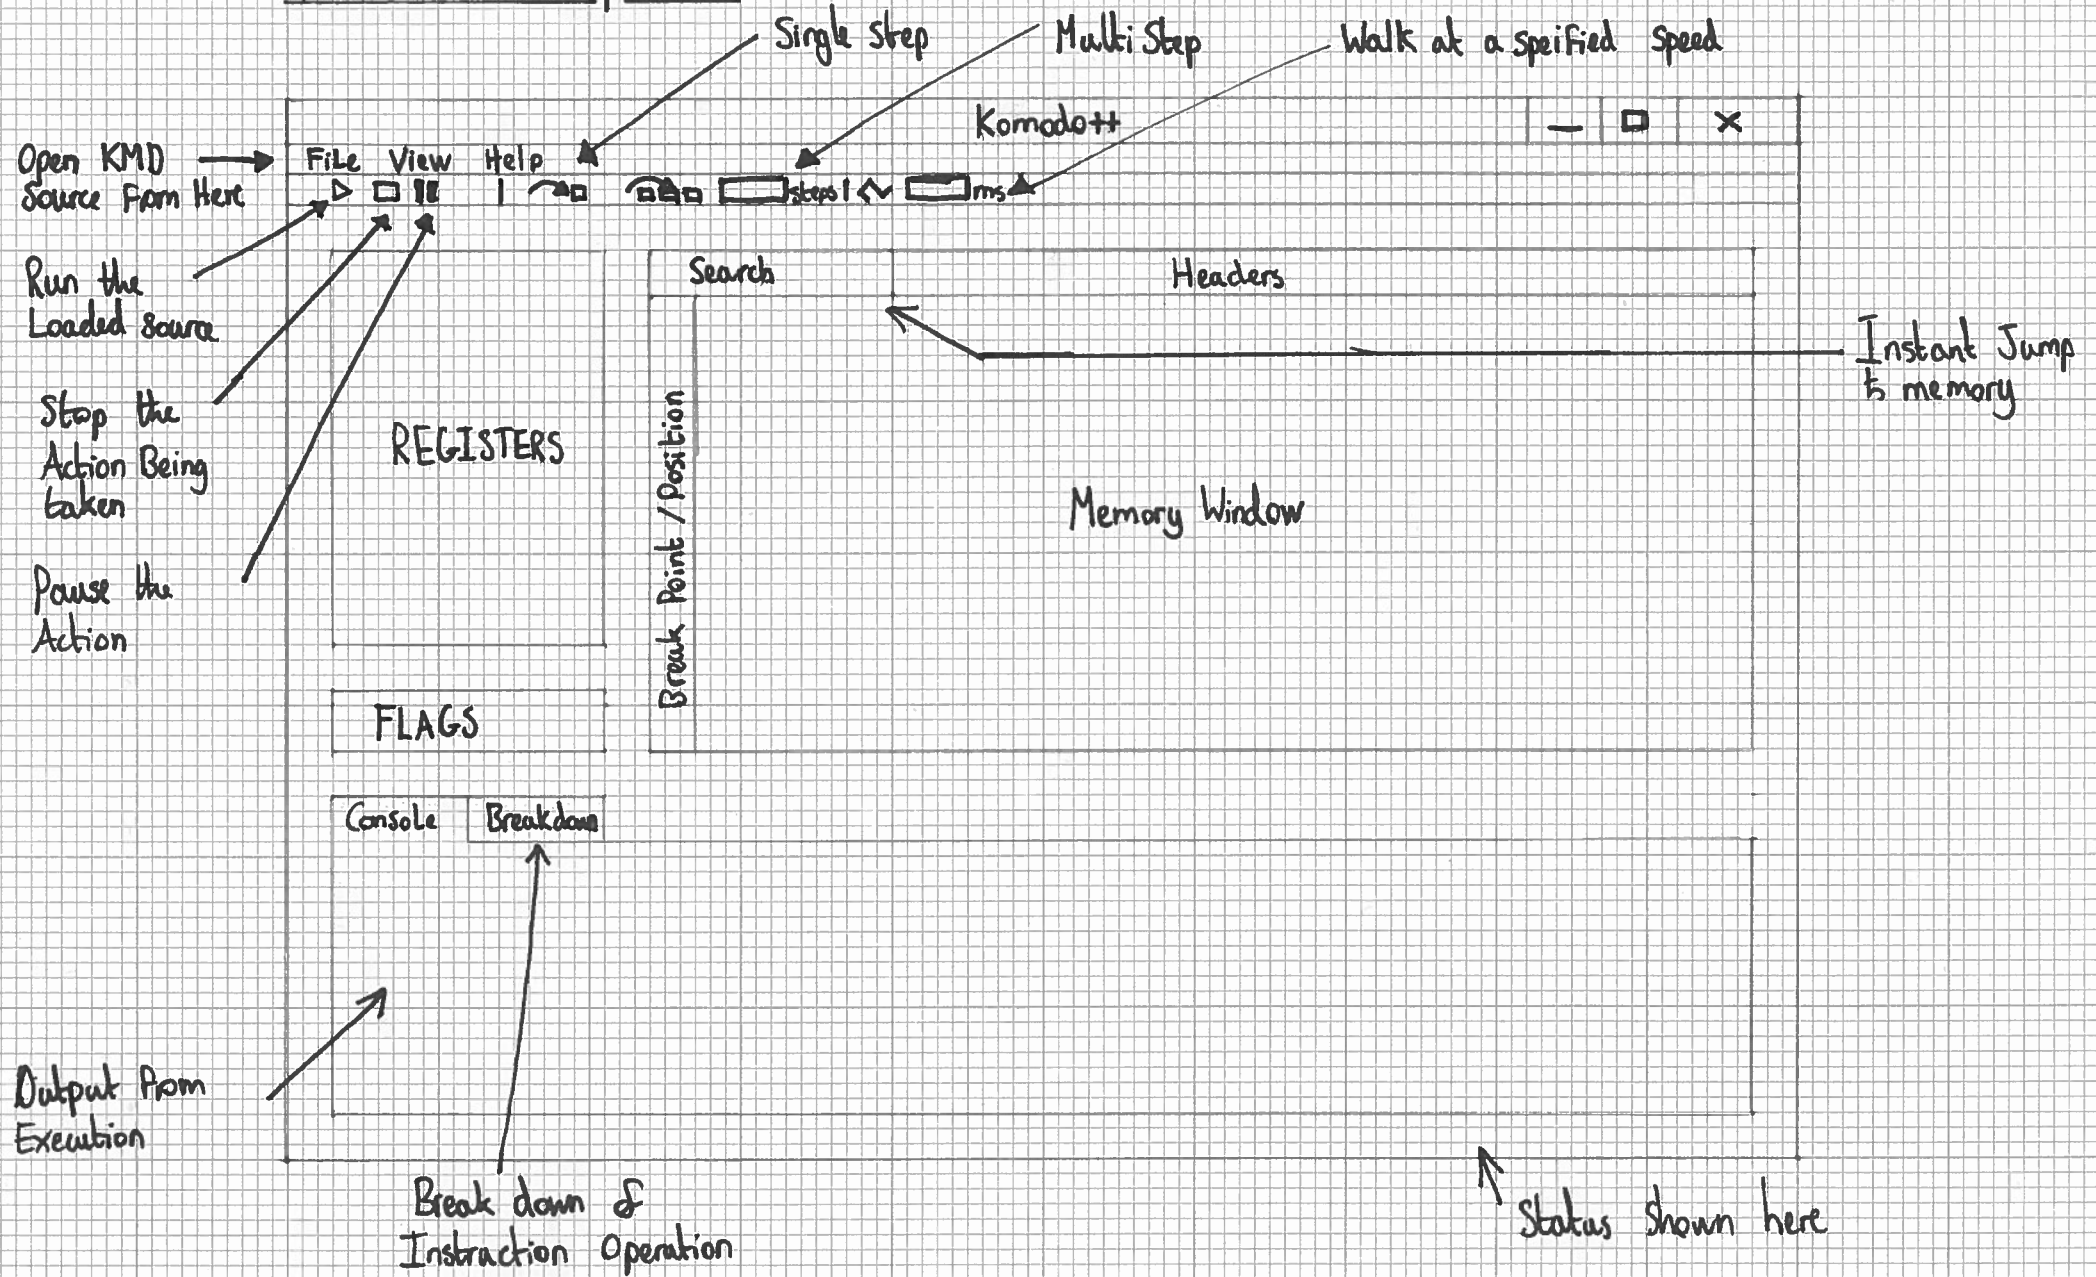 Single Step
Multi Step
Walk at a speified speed
Komodo++
Open KMD
Source From Here
File View Help
steps
ms
Run the
Loaded Source
Search
Headers
Instant Jump
to memory
Stop the
Action Being
taken
REGISTERS
Break Point / Position
Memory Window
Pause the
Action
FLAGS
Console
Breakdown
Output From
Execution
Break down of
Instruction Operation
Status Shown here